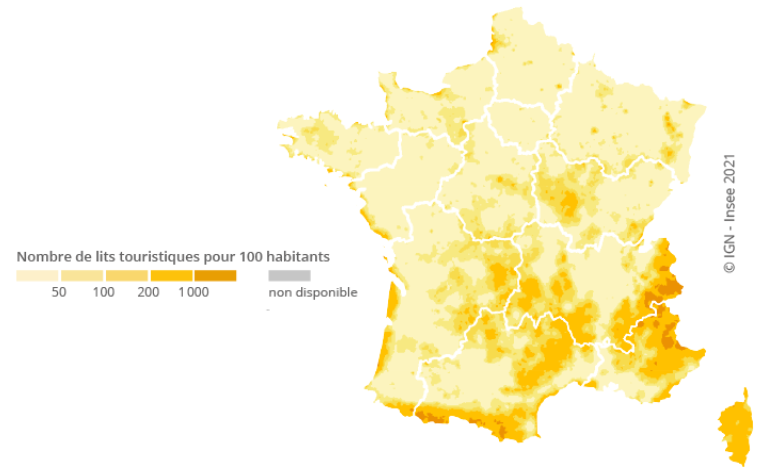 Nombre de lits touristiques pour 100 habitants
50 100 200 1 000 non disponible
© IGN - Insee 2021